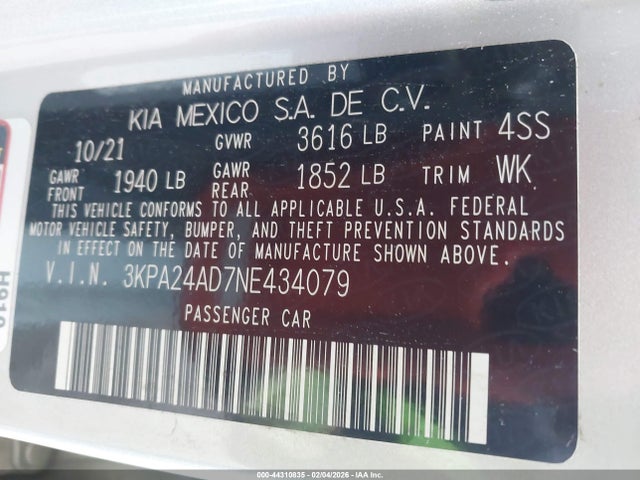 MANUFACTURED BY
KIA MEXICO S.A. DE C.V.
10/21 GVWR 3616 LB PAINT 4SS
GAWR FRONT 1940 LB GAWR REAR 1852 LB TRIM WK
THIS VEHICLE CONFORMS TO ALL APPLICABLE U.S.A. FEDERAL
MOTOR VEHICLE SAFETY, BUMPER, AND THEFT PREVENTION STANDARDS
IN EFFECT ON THE DATE OF MANUFACTURE SHOWN ABOVE.
V.I.N. 3KPA24AD7NE434079
PASSENGER CAR
000-44310835 - 02/04/2026 - IAA Inc.